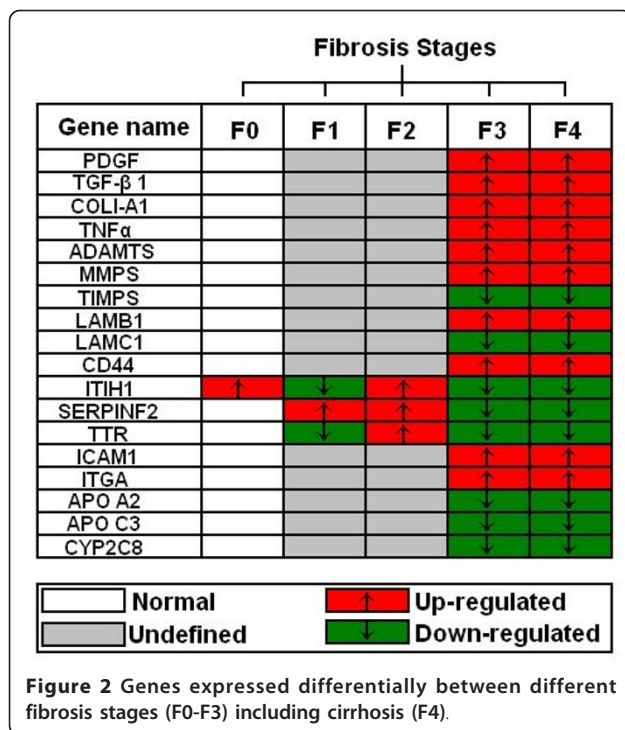 Fibrosis Stages
Gene name F0 F1 F2 F3 F4
PDGF ↑ ↑
TGF-β 1 ↑ ↑
COLI-A1 ↑ ↑
TNFα ↑ ↑
ADAMTS ↑ ↑
MMPS ↑ ↑
TIMPS ↓ ↓
LAMB1 ↑ ↑
LAMC1 ↓ ↓
CD44 ↑ ↑
ITIH1 ↑ ↓ ↑ ↓ ↓
SERPINF2 ↑ ↑ ↓ ↓
TTR ↓ ↑ ↓ ↓
ICAM1 ↑ ↑
ITGA ↑ ↑
APO A2 ↓ ↓
APO C3 ↓ ↓
CYP2C8 ↓ ↓
Normal ↑ Up-regulated
Undefined ↓ Down-regulated
Figure 2 Genes expressed differentially between different
fibrosis stages (F0-F3) including cirrhosis (F4).